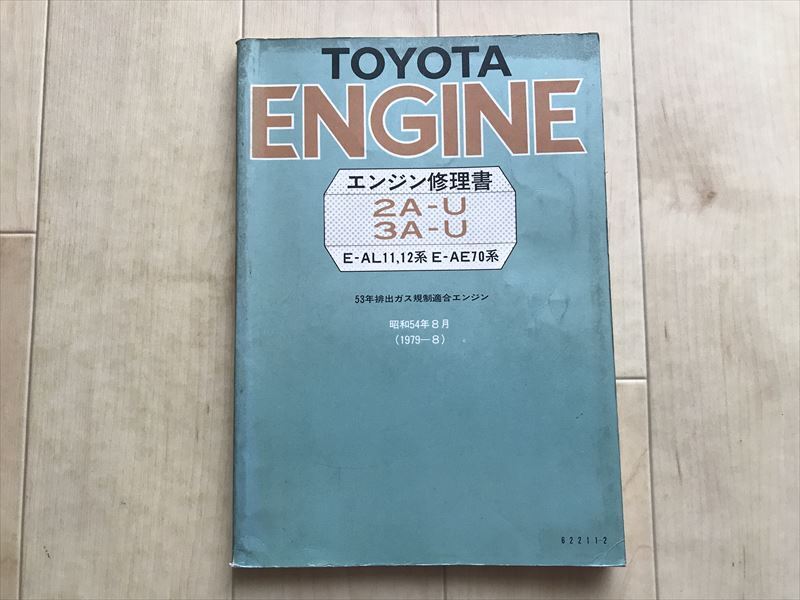 TOYOTA
ENGINE
エンジン修理書
2A-U
3A-U
E-AL11,12系 E-AE70系
53年排出ガス規制適合エンジン
昭和54年8月
(1979-8)
62211-2